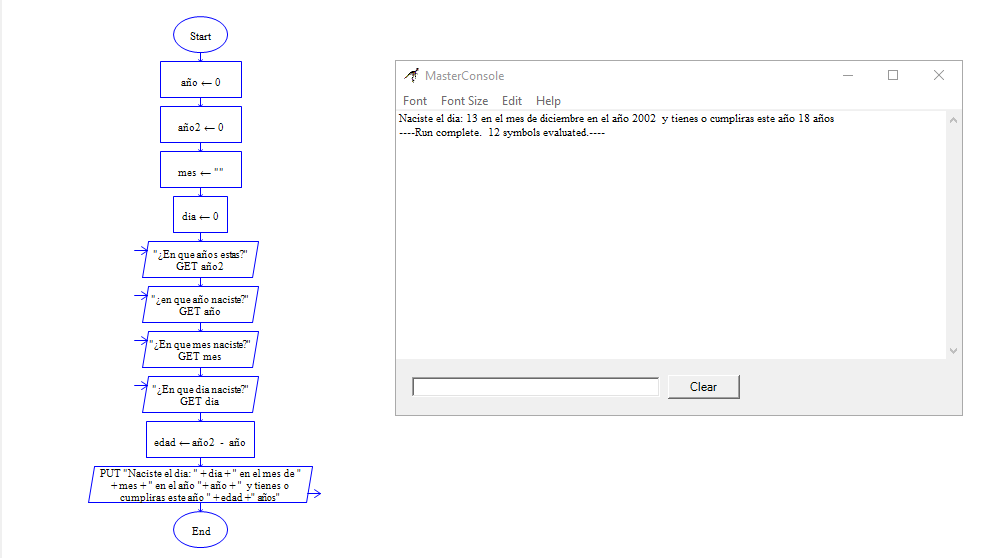 Start
año ← 0
año2 ← 0
mes ← ""
dia ← 0
"¿En que años estas?"
GET año2
"¿en que año naciste?"
GET año
"¿En que mes naciste?"
GET mes
"¿En que dia naciste?"
GET dia
edad ← año2 - año
PUT "Naciste el dia: " + dia + " en el mes de "
+ mes + " en el año "+ año + "  y tienes o
cumpliras este año " + edad + " años"
End
MasterConsole
Font Font Size Edit Help
Naciste el dia: 13 en el mes de diciembre en el año 2002  y tienes o cumpliras este año 18 años
----Run complete.  12 symbols evaluated.----
Clear